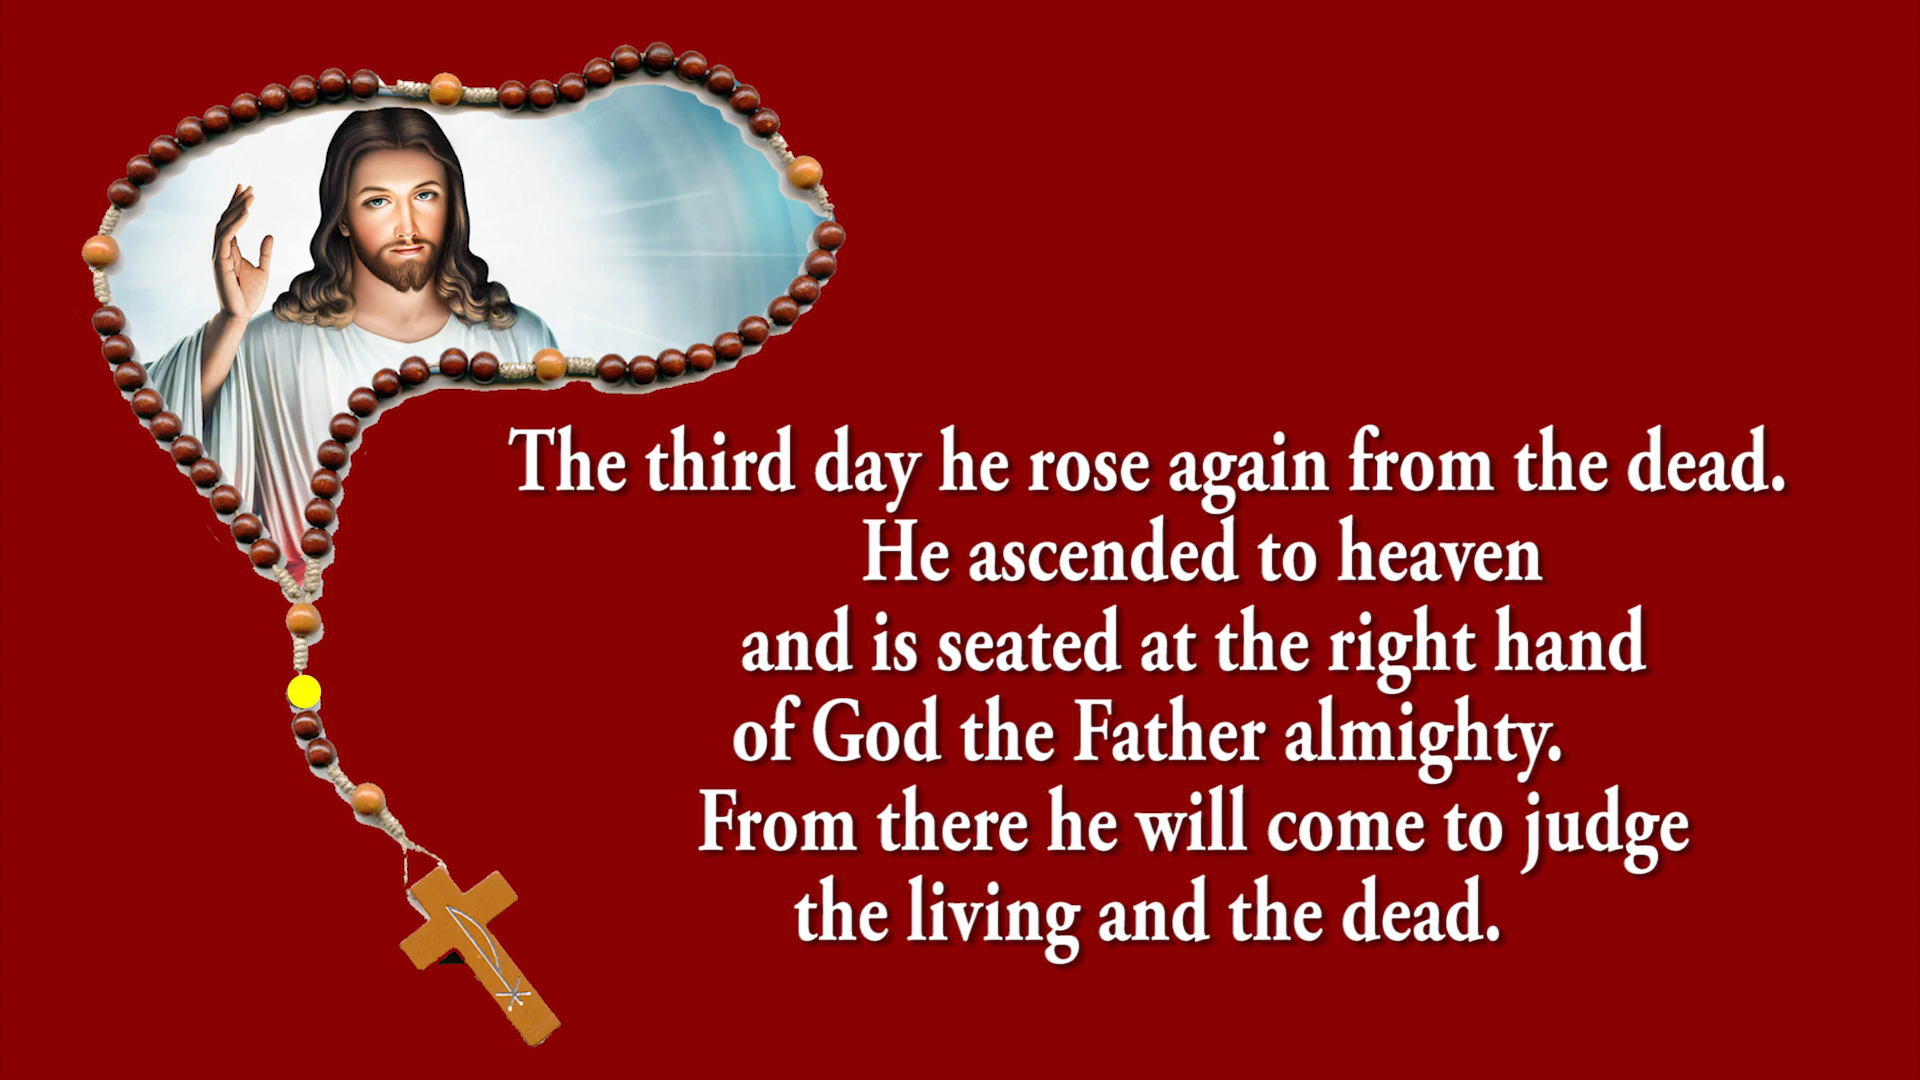 The third day he rose again from the dead.
He ascended to heaven
and is seated at the right hand
of God the Father almighty.
From there he will come to judge
the living and the dead.